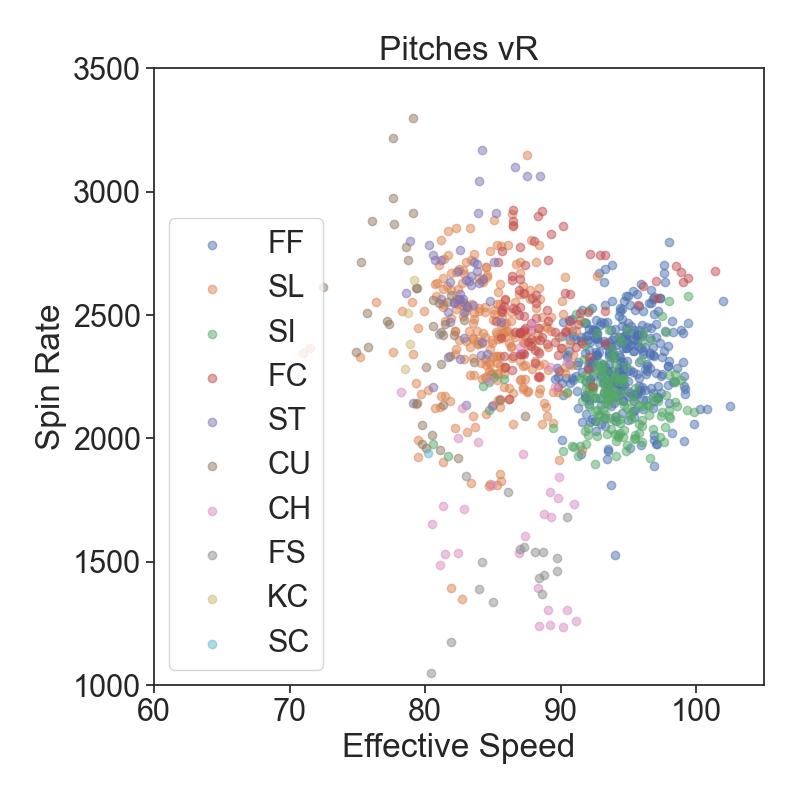 Pitches vR
3500
3000
2500
2000
1500
1000
Spin Rate
FF
SL
SI
FC
ST
CU
CH
FS
KC
SC
60 70 80 90 100
Effective Speed